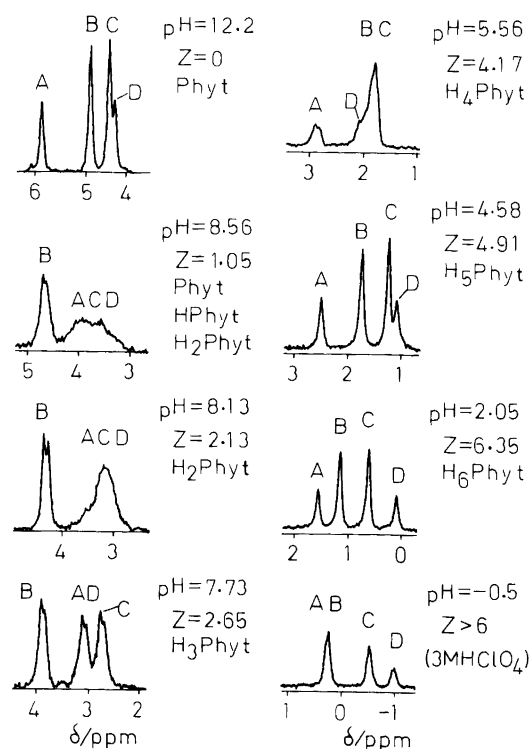 A
B C
D
6 5 4
pH=12.2
Z=0
Phyt
B
ACD
5 4 3
pH=8.56
Z=1.05
Phyt
HPhyt
H2Phyt
B
ACD
4 3
pH=8.13
Z=2.13
H2Phyt
B
AD
C
4 3 2
δ/ppm
pH=7.73
Z=2.65
H3Phyt
A
D
B C
3 2 1
pH=5.56
Z=4.17
H4Phyt
A
B
C
D
3 2 1
pH=4.58
Z=4.91
H5Phyt
A
B
C
D
2 1 0
pH=2.05
Z=6.35
H6Phyt
A B
C
D
1 0 -1
δ/ppm
pH=-0.5
Z>6
(3MHClO4)